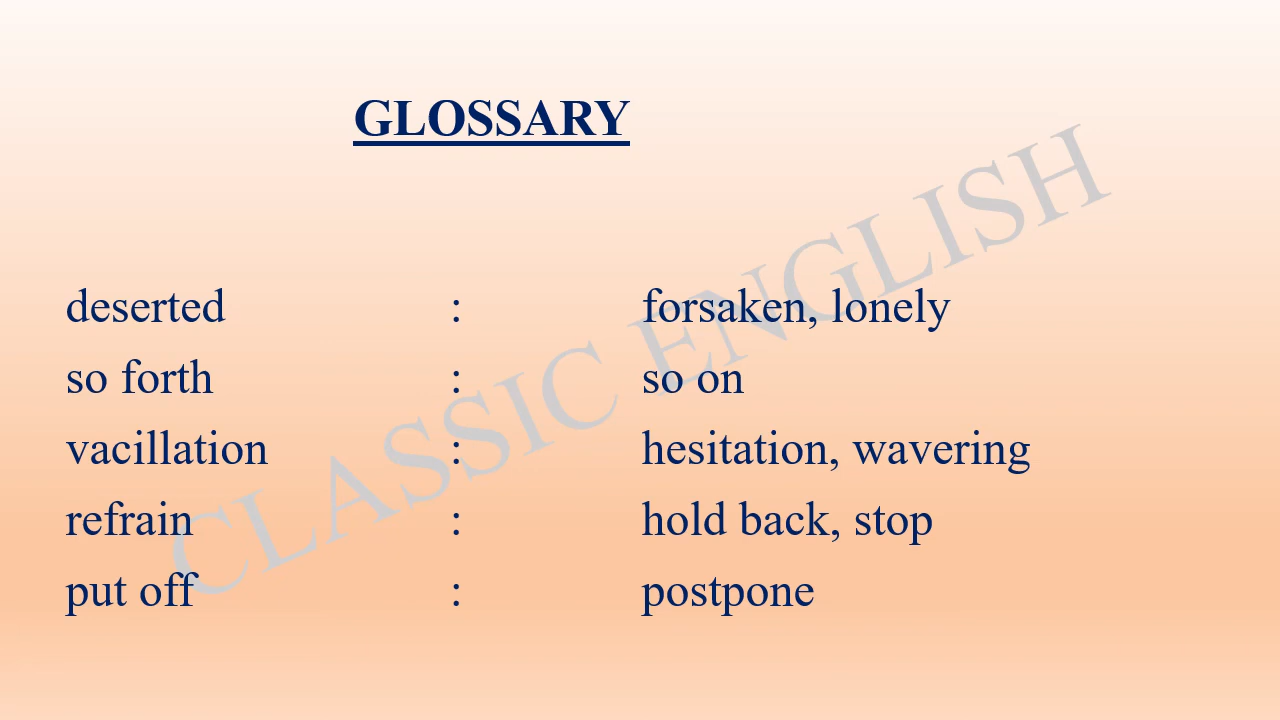 GLOSSARY
deserted : forsaken, lonely
so forth : so on
vacillation : hesitation, wavering
refrain : hold back, stop
put off : postpone
CLASSIC ENGLISH